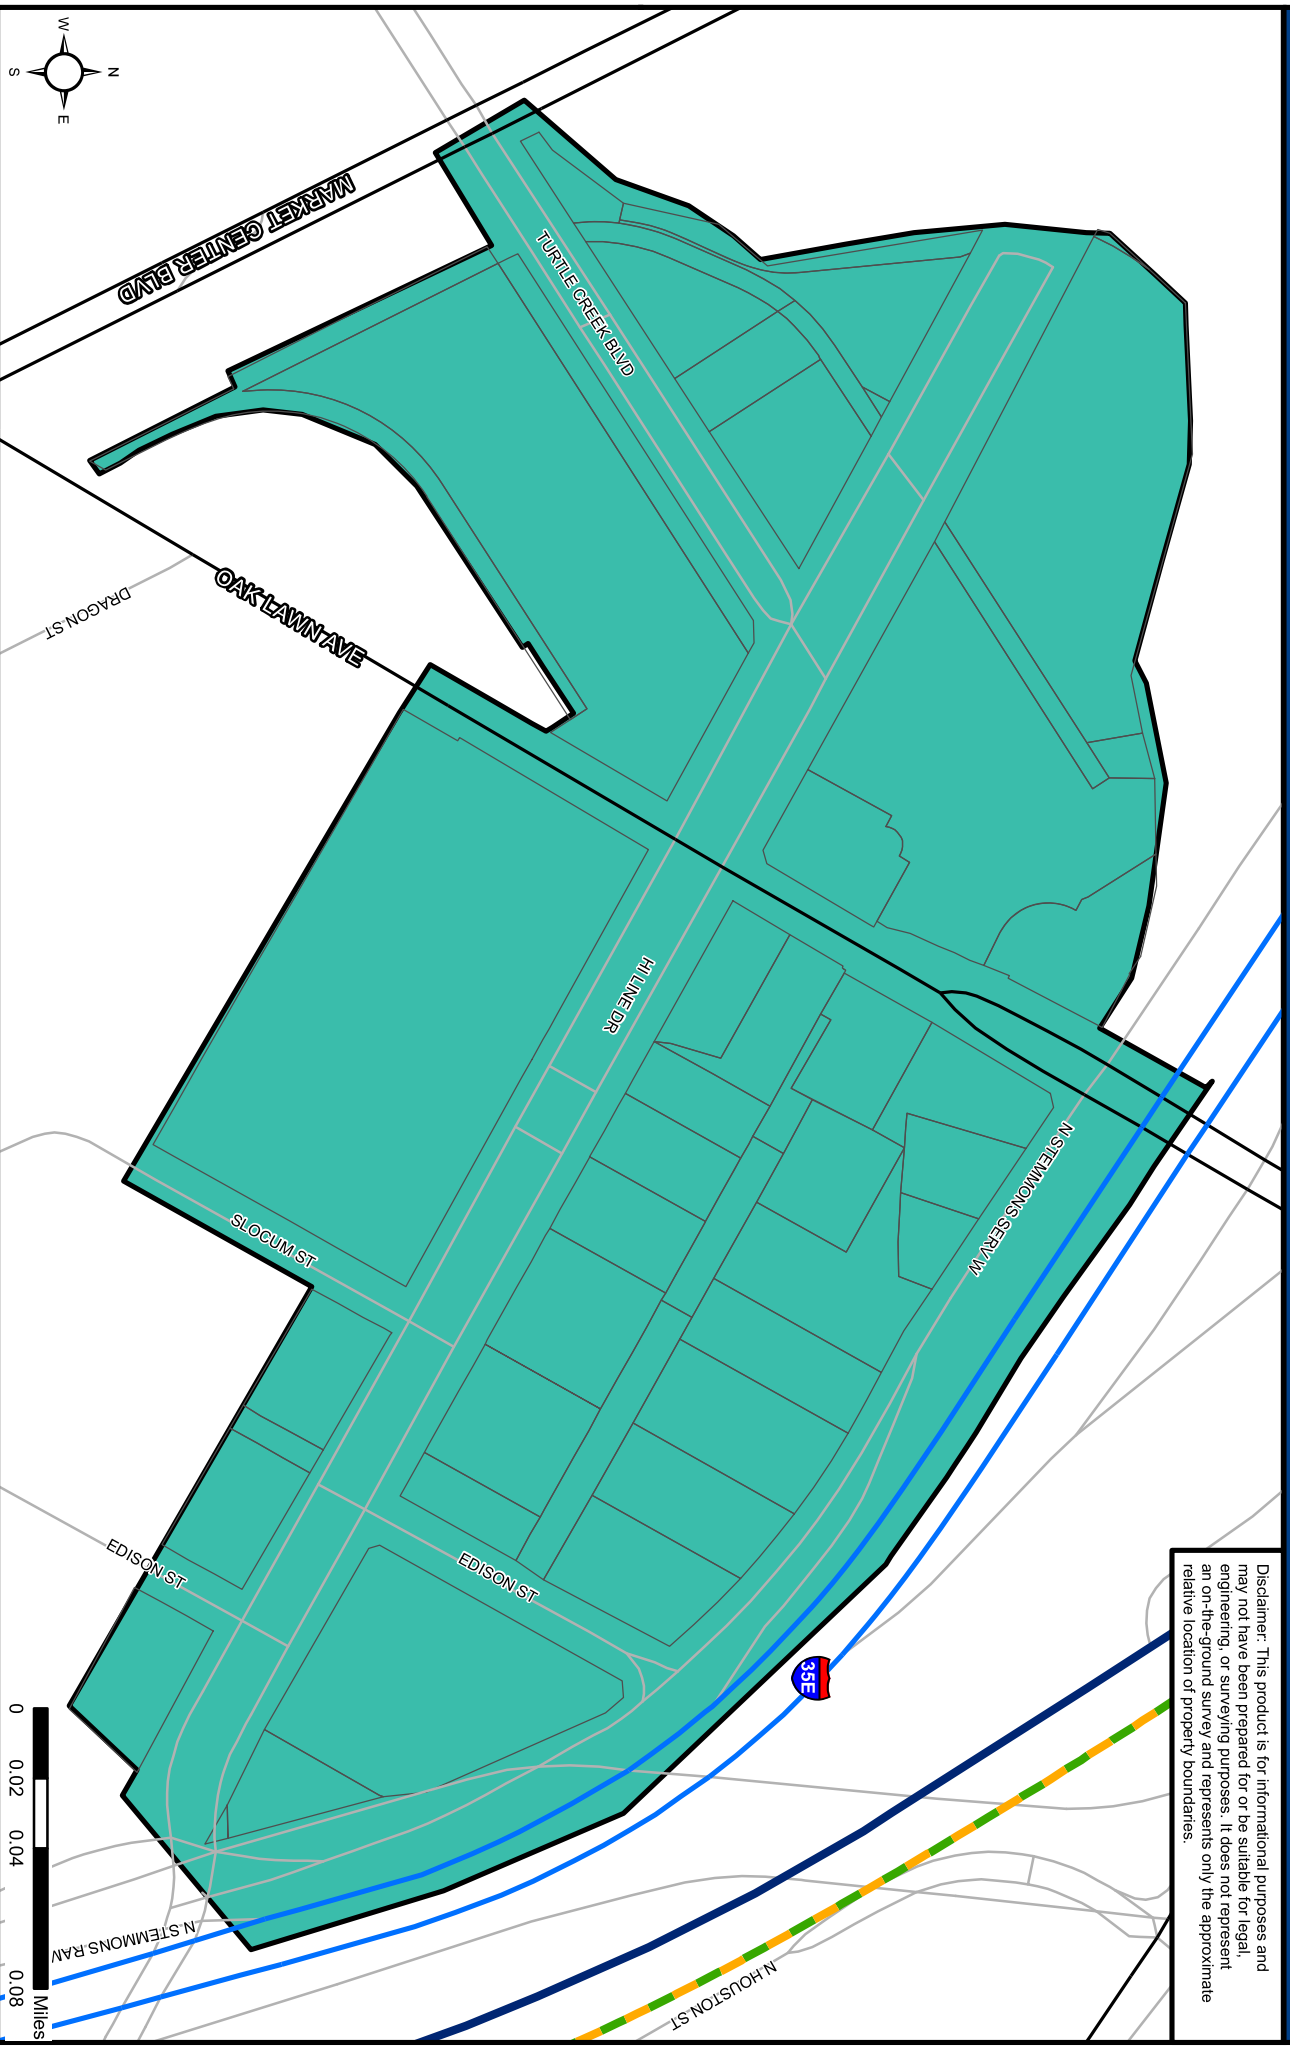 W
N
S
E
MARKET CENTER BLVD
TURTLE CREEK BLVD
OAK LAWN AVE
DRAGON ST
HI LINE DR
N STEMMONS SERV W
SLOCUM ST
EDISON ST
EDISON ST
35E
N STEMMONS RAM
N HOUSTON ST
Disclaimer: This product is for informational purposes and
may not have been prepared for or be suitable for legal,
engineering, or surveying purposes. It does not represent
an on-the-ground survey and represents only the approximate
relative location of property boundaries.
0 0.02 0.04 0.08
Miles